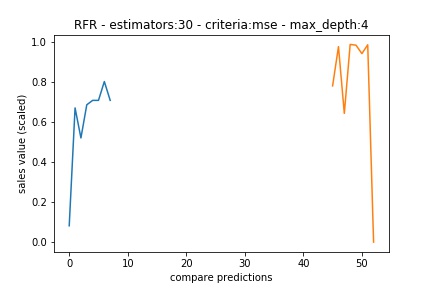 RFR - estimators:30 - criteria:mse - max_depth:4
1.0
0.8
0.6
0.4
0.2
0.0
sales value (scaled)
0 10 20 30 40 50
compare predictions